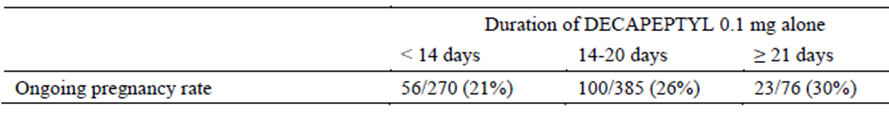 Duration of DECAPEPTYL 0.1 mg alone
< 14 days 14-20 days ≥ 21 days
Ongoing pregnancy rate 56/270 (21%) 100/385 (26%) 23/76 (30%)